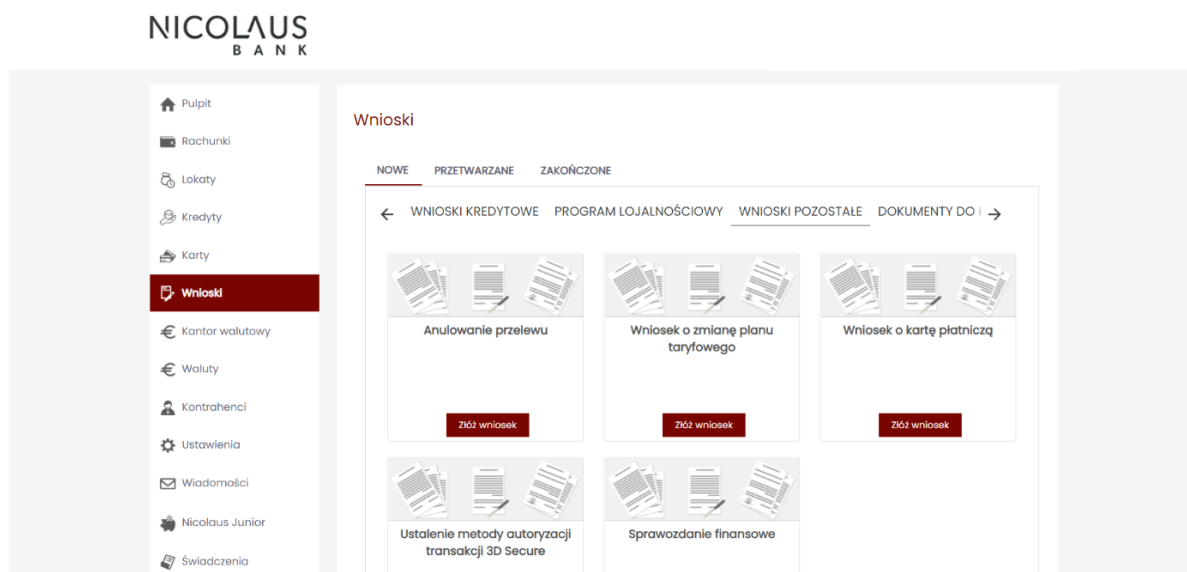 NICOLAUS
BANK
Pulpit
Rachunki
Lokaty
Kredyty
Karty
Wnioski
Kantor walutowy
Waluty
Kontrahenci
Ustawienia
Wiadomości
Nicolaus Junior
Świadczenia
Wnioski
NOWE PRZETWARZANE ZAKOŃCZONE
WNIOSKI KREDYTOWE PROGRAM LOJALNOŚCIOWY WNIOSKI POZOSTAŁE DOKUMENTY DO
Anulowanie przelewu
Złóż wniosek
Wniosek o zmianę planu
taryfowego
Złóż wniosek
Wniosek o kartę płatniczą
Złóż wniosek
Ustalenie metody autoryzacji
transakcji 3D Secure
Sprawozdanie finansowe